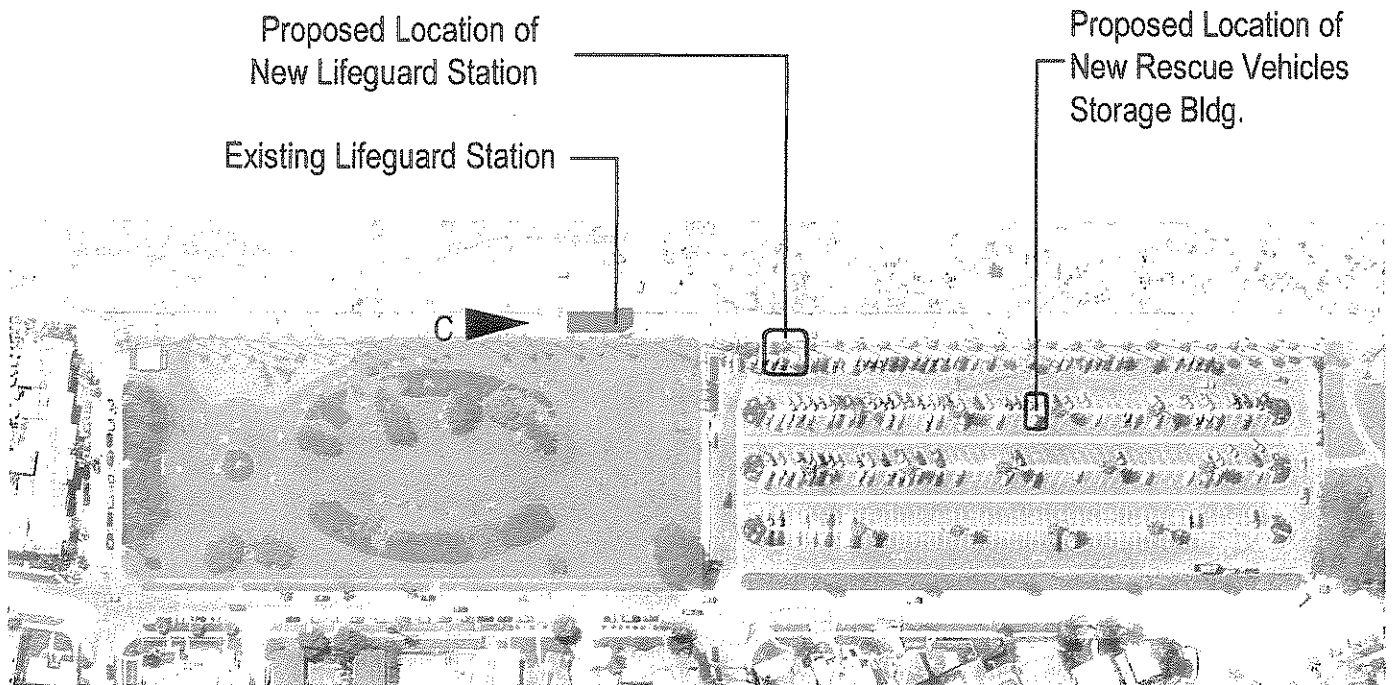 Proposed Location of
New Lifeguard Station
Proposed Location of
New Rescue Vehicles
Storage Bldg.
Existing Lifeguard Station
C